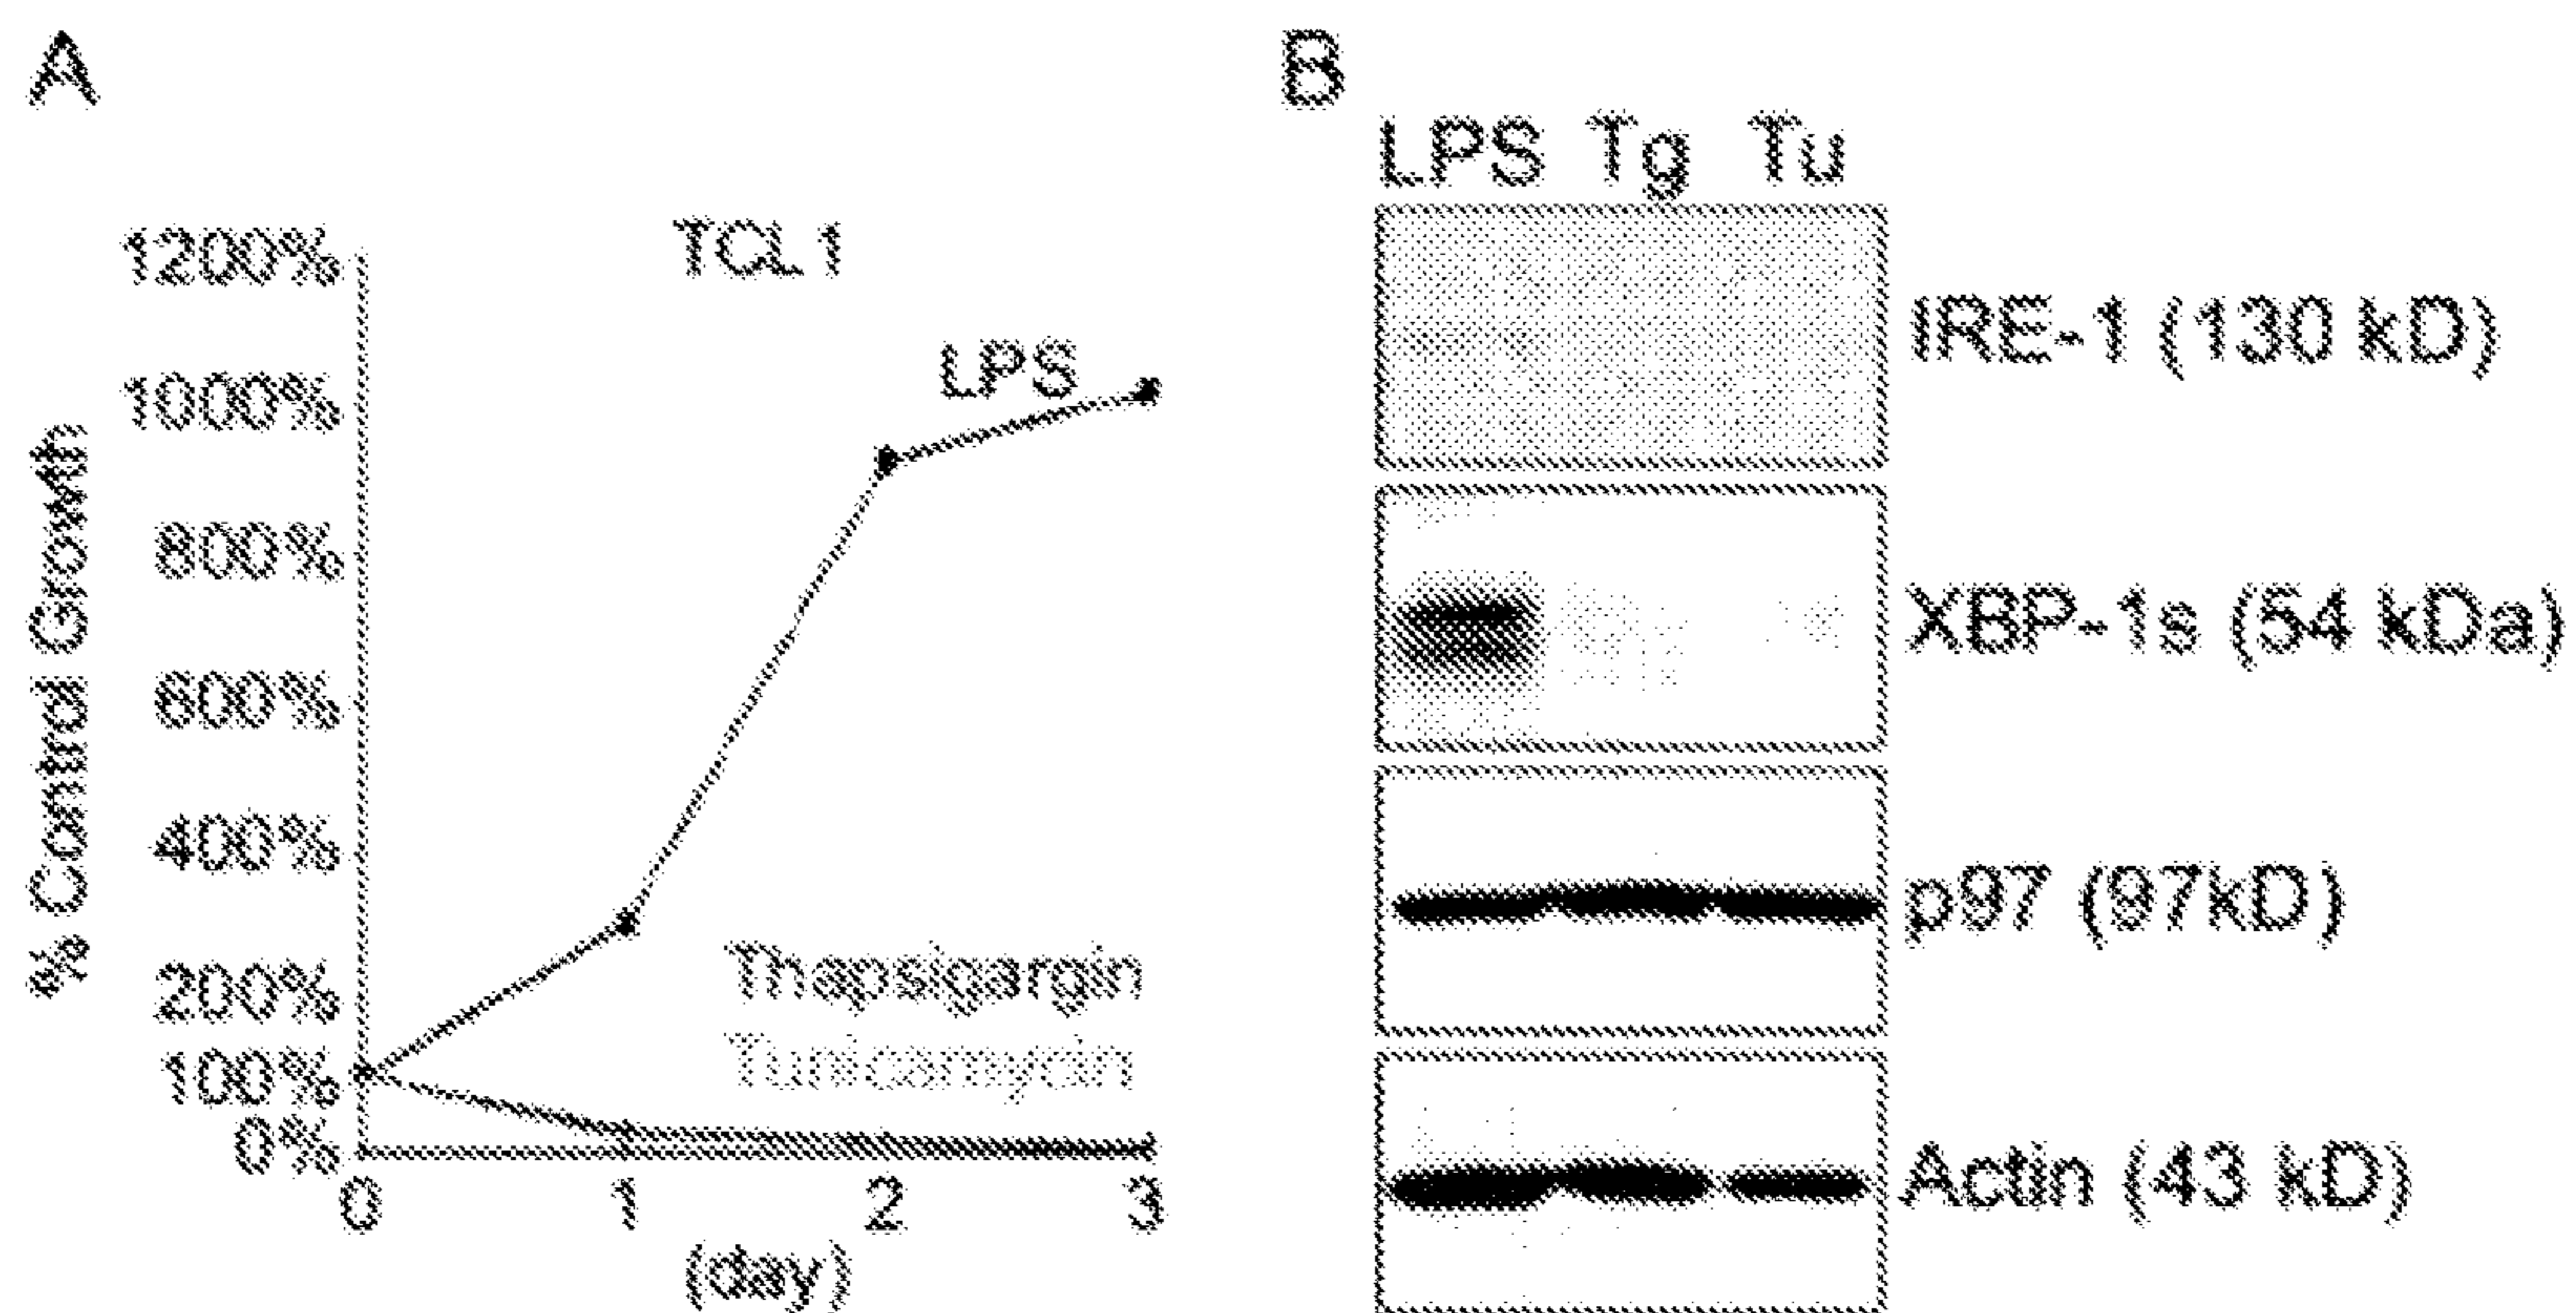 A
TCL1
% Control Growth
1200%
1000%
800%
600%
400%
200%
100%
0%
LPS
Thapsigargin
Tunicamycin
0 1 2 3
(day)
B
LPS Tg Tu
IRE-1 (130 kD)
XBP-1s (54 kDa)
p97 (97kD)
Actin (43 kD)